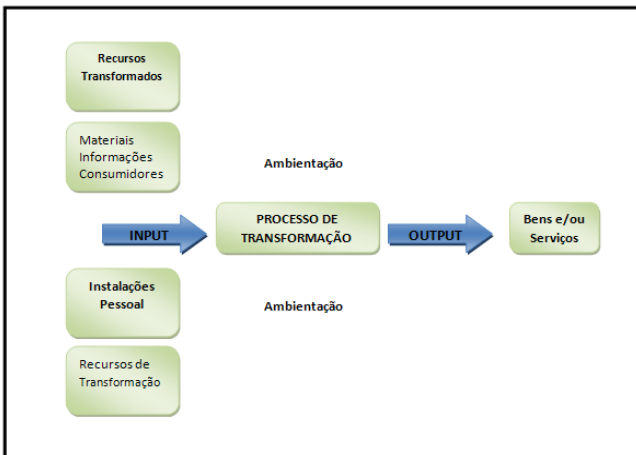 Recursos
Transformados
Materiais
Informações
Consumidores
Ambientação
INPUT
PROCESSO DE
TRANSFORMAÇÃO
OUTPUT
Bens e/ou
Serviços
Instalações
Pessoal
Ambientação
Recursos de
Transformação